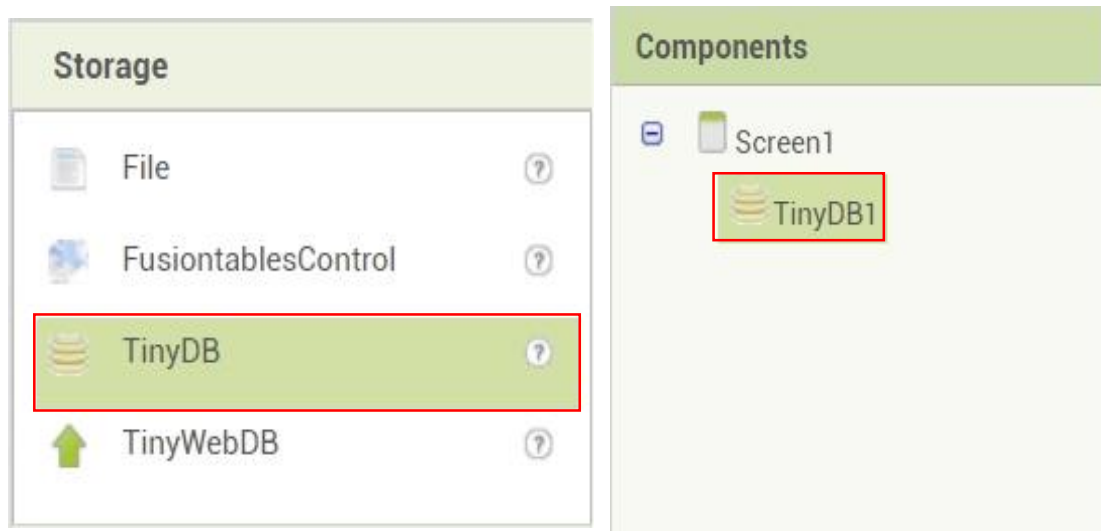 Storage
File
FusiontablesControl
TinyDB
TinyWebDB
Components
Screen1
TinyDB1